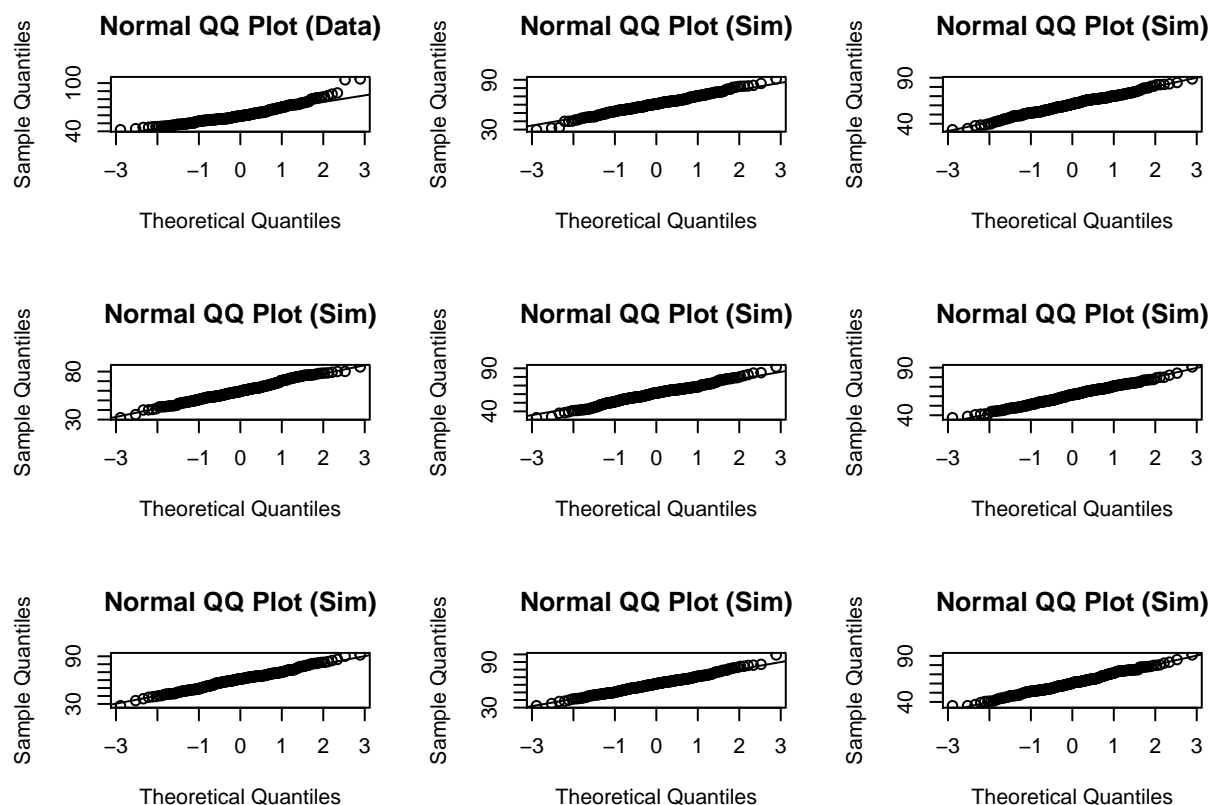 Normal QQ Plot (Data)
Sample Quantiles
40 100
−3 −1 0 1 2 3
Theoretical Quantiles
Normal QQ Plot (Sim)
Sample Quantiles
30 90
−3 −1 0 1 2 3
Theoretical Quantiles
Normal QQ Plot (Sim)
Sample Quantiles
40 90
−3 −1 0 1 2 3
Theoretical Quantiles
Normal QQ Plot (Sim)
Sample Quantiles
30 80
−3 −1 0 1 2 3
Theoretical Quantiles
Normal QQ Plot (Sim)
Sample Quantiles
40 90
−3 −1 0 1 2 3
Theoretical Quantiles
Normal QQ Plot (Sim)
Sample Quantiles
40 90
−3 −1 0 1 2 3
Theoretical Quantiles
Normal QQ Plot (Sim)
Sample Quantiles
30 90
−3 −1 0 1 2 3
Theoretical Quantiles
Normal QQ Plot (Sim)
Sample Quantiles
30 90
−3 −1 0 1 2 3
Theoretical Quantiles
Normal QQ Plot (Sim)
Sample Quantiles
40 90
−3 −1 0 1 2 3
Theoretical Quantiles